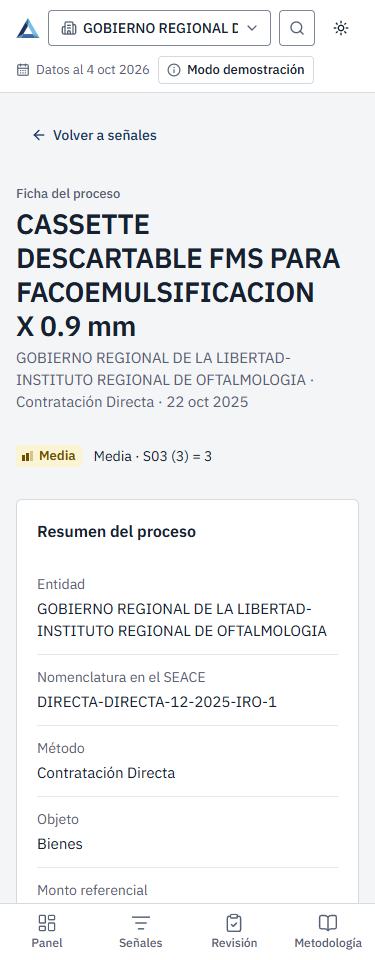 GOBIERNO REGIONAL D
Datos al 4 oct 2026
Modo demostración
Volver a señales
Ficha del proceso
CASSETTE
DESCARTABLE FMS PARA
FACOEMULSIFICACION
X 0.9 mm
GOBIERNO REGIONAL DE LA LIBERTAD-
INSTITUTO REGIONAL DE OFTALMOLOGIA ·
Contratación Directa · 22 oct 2025
Media
Media · S03 (3) = 3
Resumen del proceso
Entidad
GOBIERNO REGIONAL DE LA LIBERTAD-
INSTITUTO REGIONAL DE OFTALMOLOGIA
Nomenclatura en el SEACE
DIRECTA-DIRECTA-12-2025-IRO-1
Método
Contratación Directa
Objeto
Bienes
Monto referencial
Panel
Señales
Revisión
Metodología